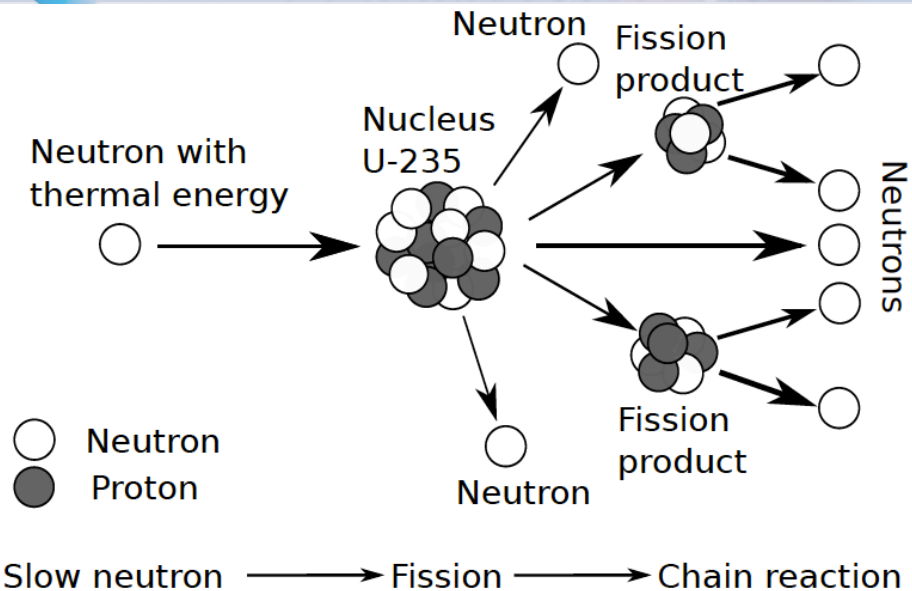 Neutron
Fission
product
Nucleus
U-235
Neutron with
thermal energy
Neutrons
Fission
product
Neutron
Neutron
Proton
Slow neutron
Fission
Chain reaction